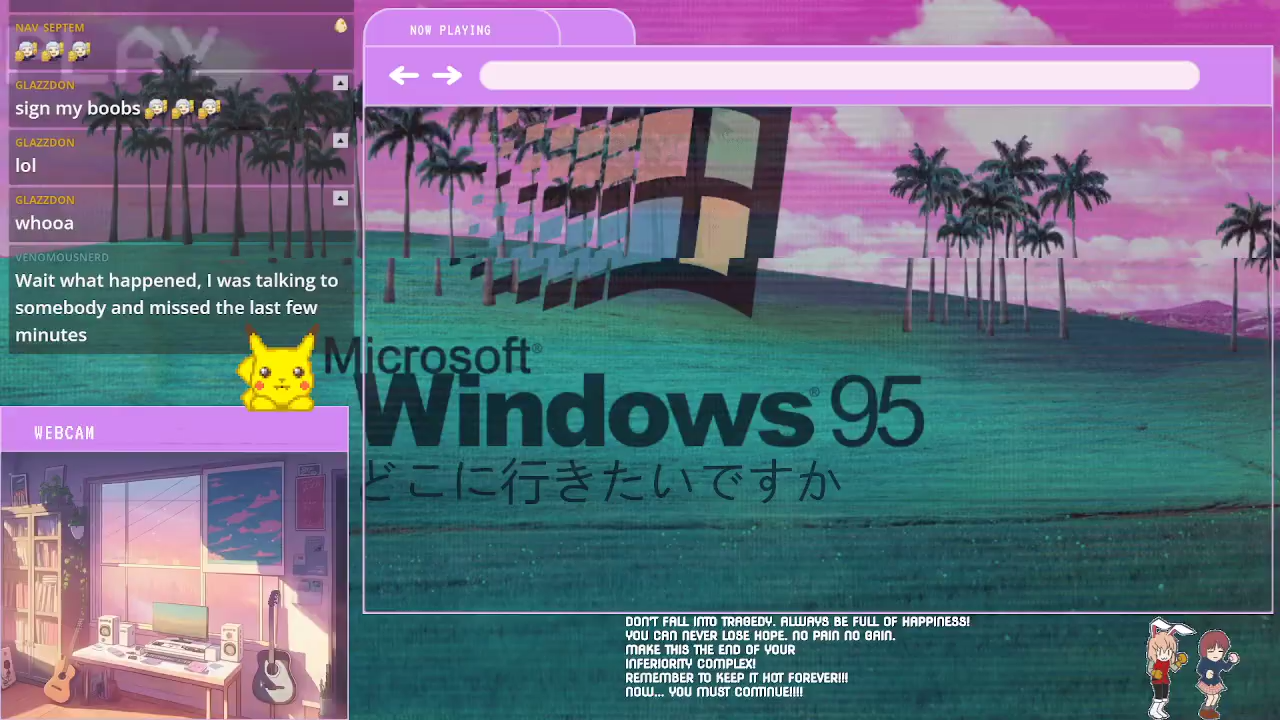 NAV SEPTEM
GLAZZDON
sign my boobs
GLAZZDON
lol
GLAZZDON
whooa
VENOMOUSNERD
Wait what happened, I was talking to
somebody and missed the last few
minutes
WEBCAM
NOW PLAYING
Microsoft®
Windows® 95
どこに行きたいですか
DON'T FALL INTO TRAGEDY. ALWAYS BE FULL OF HAPPINESS!
YOU CAN NEVER LOSE HOPE. NO PAIN NO GAIN.
MAKE THIS THE END OF YOUR
INFERIORITY COMPLEX!
REMEMBER TO KEEP IT HOT FOREVER!!!
NOW... YOU MUST CONTINUE!!!!